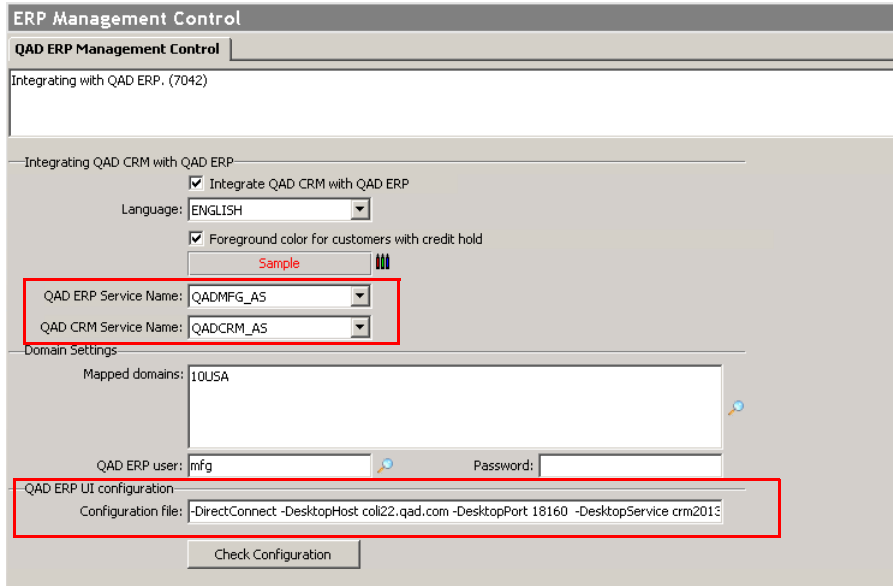 ERP Management Control
QAD ERP Management Control
Integrating with QAD ERP. (7042)
Integrating QAD CRM with QAD ERP
Integrate QAD CRM with QAD ERP
Language: ENGLISH
Foreground color for customers with credit hold
Sample
QAD ERP Service Name: QADMFG_AS
QAD CRM Service Name: QADCRM_AS
Domain Settings
Mapped domains: 10USA
QAD ERP user: mfg Password:
QAD ERP UI configuration
Configuration file: -DirectConnect -DesktopHost coli22.qad.com -DesktopPort 18160 -DesktopService crm2013
Check Configuration